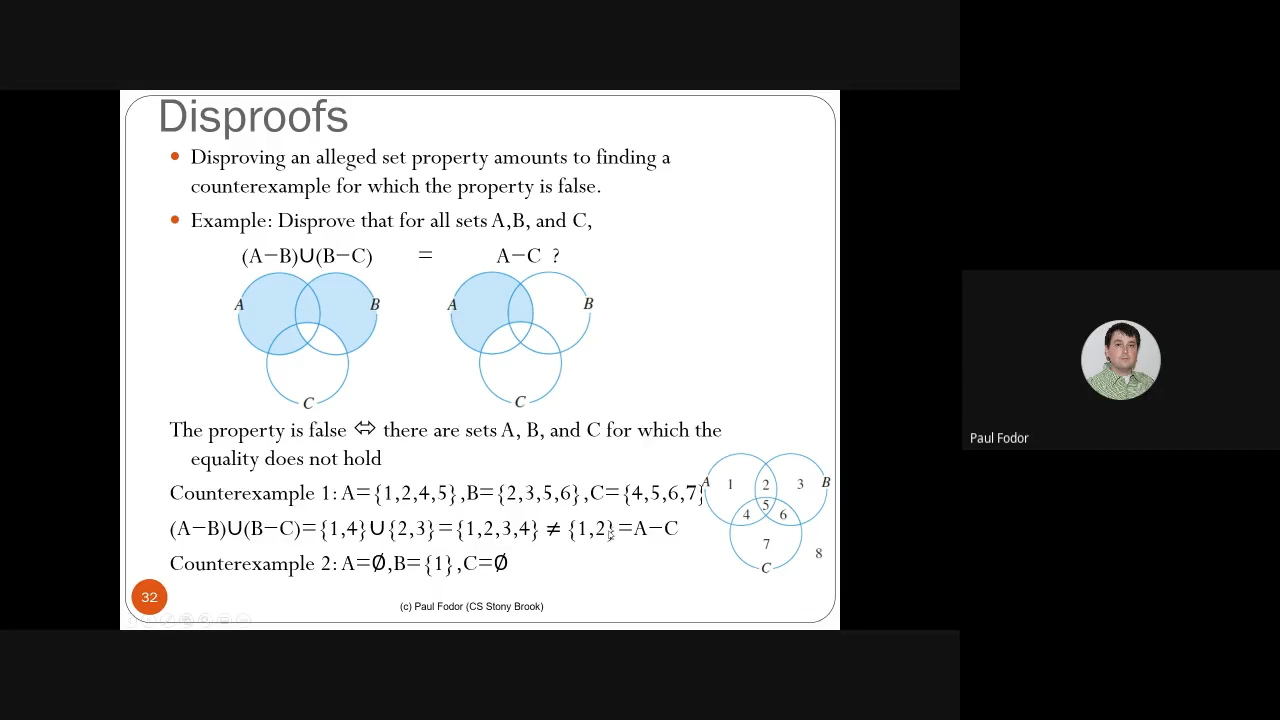 Disproofs
• Disproving an alleged set property amounts to finding a
counterexample for which the property is false.
• Example: Disprove that for all sets A,B, and C,
(A−B)∪(B−C) = A−C ?
A B A B
C C
The property is false ⇔ there are sets A, B, and C for which the
equality does not hold
Counterexample 1: A={1,2,4,5},B={2,3,5,6},C={4,5,6,7}
(A−B)∪(B−C)={1,4}∪{2,3}={1,2,3,4} ≠ {1,2}=A−C
Counterexample 2: A=∅,B={1},C=∅
A 1 2 3 B
5
4 6
7
8
C
32
(c) Paul Fodor (CS Stony Brook)
Paul Fodor